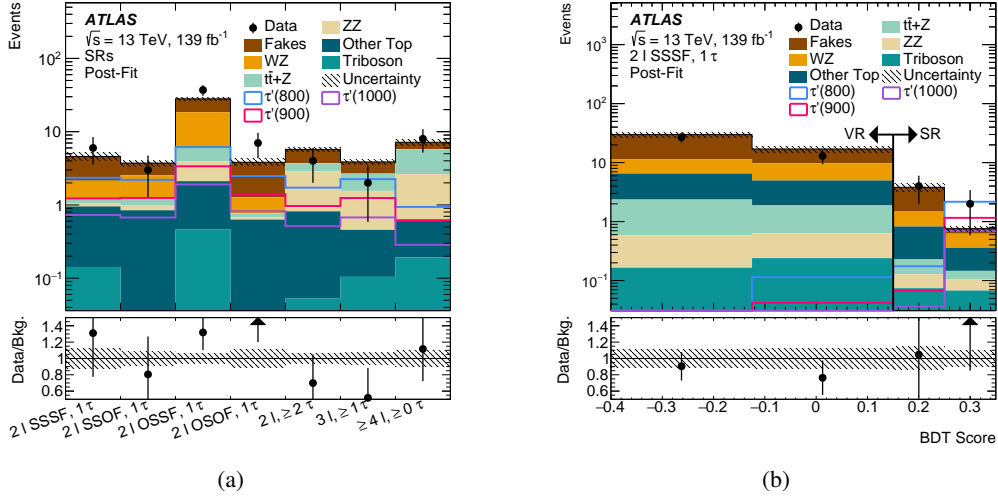 Events
10³
10²
10
1
10⁻¹
ATLAS
√s = 13 TeV, 139 fb⁻¹
SRs
Post-Fit
Data
Fakes
WZ
tt̄+Z
τ'(800)
τ'(900)
ZZ
Other Top
Triboson
Uncertainty
τ'(1000)
Data/Bkg.
1.4
1.2
1
0.8
0.6
2 l SSSF, 1 τ
2 l SSOF, 1 τ
2 l OSSF, 1 τ
2 l OSOF, 1 τ
2 l, ≥ 2 τ
3 l, ≥ 1 τ
≥ 4 l, ≥ 0 τ
(a)
Events
10³
10²
10
1
10⁻¹
ATLAS
√s = 13 TeV, 139 fb⁻¹
2 l SSSF, 1 τ
Post-Fit
Data
Fakes
WZ
Other Top
τ'(800)
τ'(900)
tt̄+Z
ZZ
Triboson
Uncertainty
τ'(1000)
VR
SR
Data/Bkg.
1.4
1.2
1
0.8
0.6
−0.4 −0.3 −0.2 −0.1 0 0.1 0.2 0.3
BDT Score
(b)